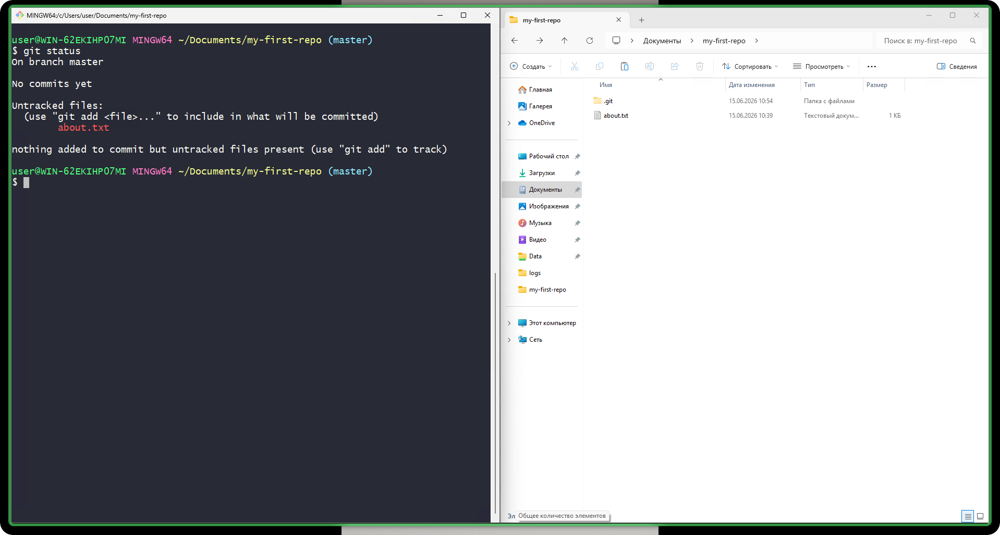 MINGW64:/c/Users/user/Documents/my-first-repo
user@WIN-62EKIHPO7MI MINGW64 ~/Documents/my-first-repo (master)
$ git status
On branch master
No commits yet
Untracked files:
(use "git add <file>..." to include in what will be committed)
about.txt
nothing added to commit but untracked files present (use "git add" to track)
user@WIN-62EKIHPO7MI MINGW64 ~/Documents/my-first-repo (master)
$
my-first-repo
Документы
my-first-repo
Поиск в: my-first-repo
Создать
Сортировать
Просмотреть
Сведения
Главная
Галерея
OneDrive
Рабочий стол
Загрузки
Документы
Изображения
Музыка
Видео
Data
logs
my-first-repo
Этот компьютер
Сеть
Имя Дата изменения Тип Размер
.git 15.06.2026 10:54 Папка с файлами
about.txt 15.06.2026 10:39 Текстовый докум... 1 КБ
Эл
Общее количество элементов